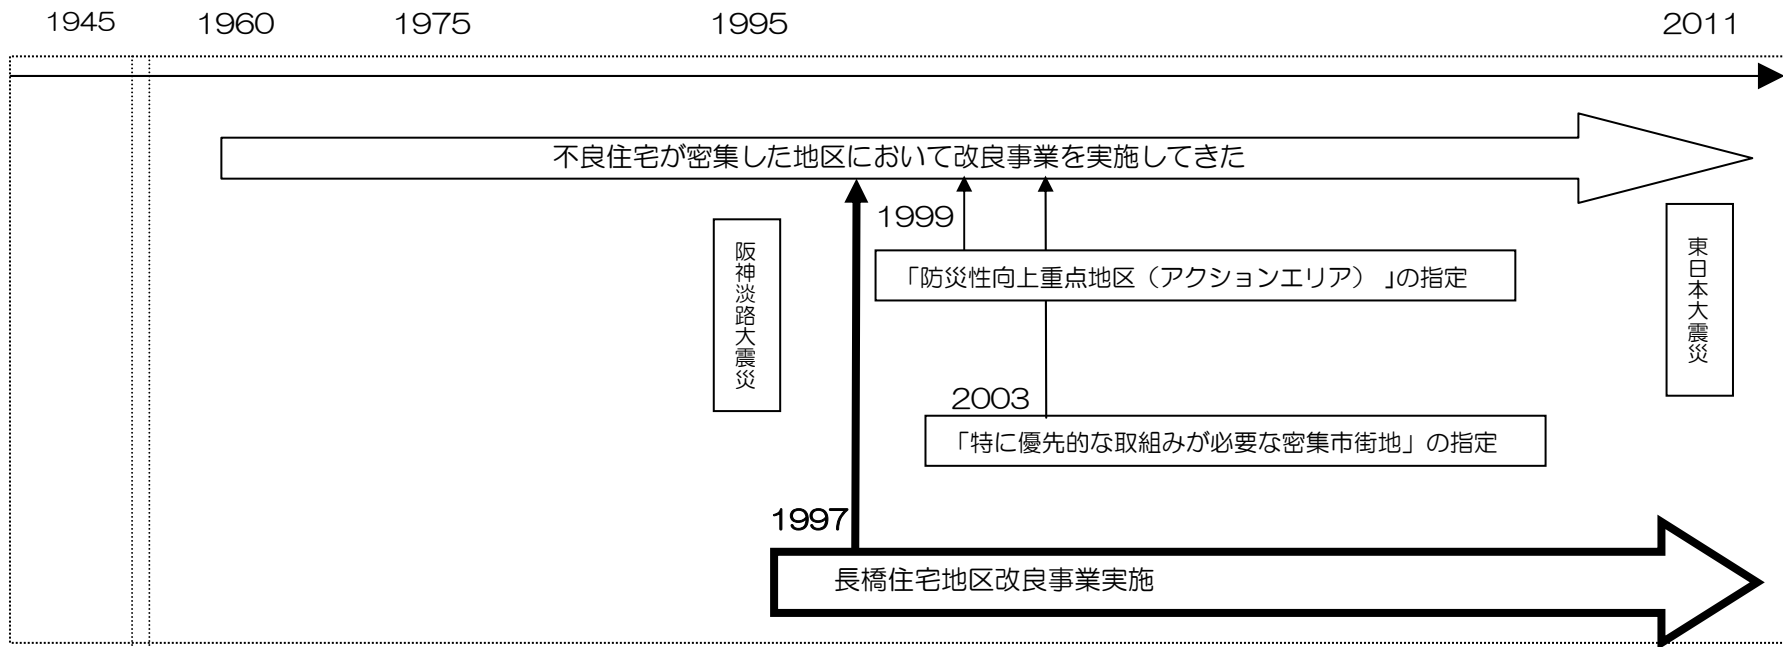 1945 1960 1975 1995 2011
不良住宅が密集した地区において改良事業を実施してきた
阪神淡路大震災
1999
「防災性向上重点地区（アクションエリア） 」の指定
東日本大震災
2003
「特に優先的な取組みが必要な密集市街地」の指定
1997
長橋住宅地区改良事業実施